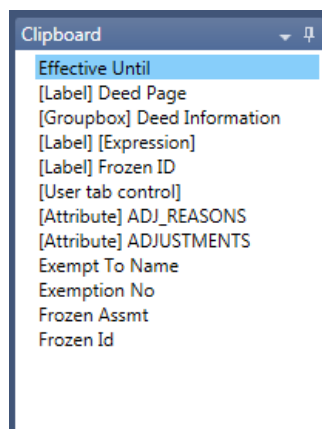 Clipboard
Effective Until
[Label] Deed Page
[Groupbox] Deed Information
[Label] [Expression]
[Label] Frozen ID
[User tab control]
[Attribute] ADJ_REASONS
[Attribute] ADJUSTMENTS
Exempt To Name
Exemption No
Frozen Assmt
Frozen Id